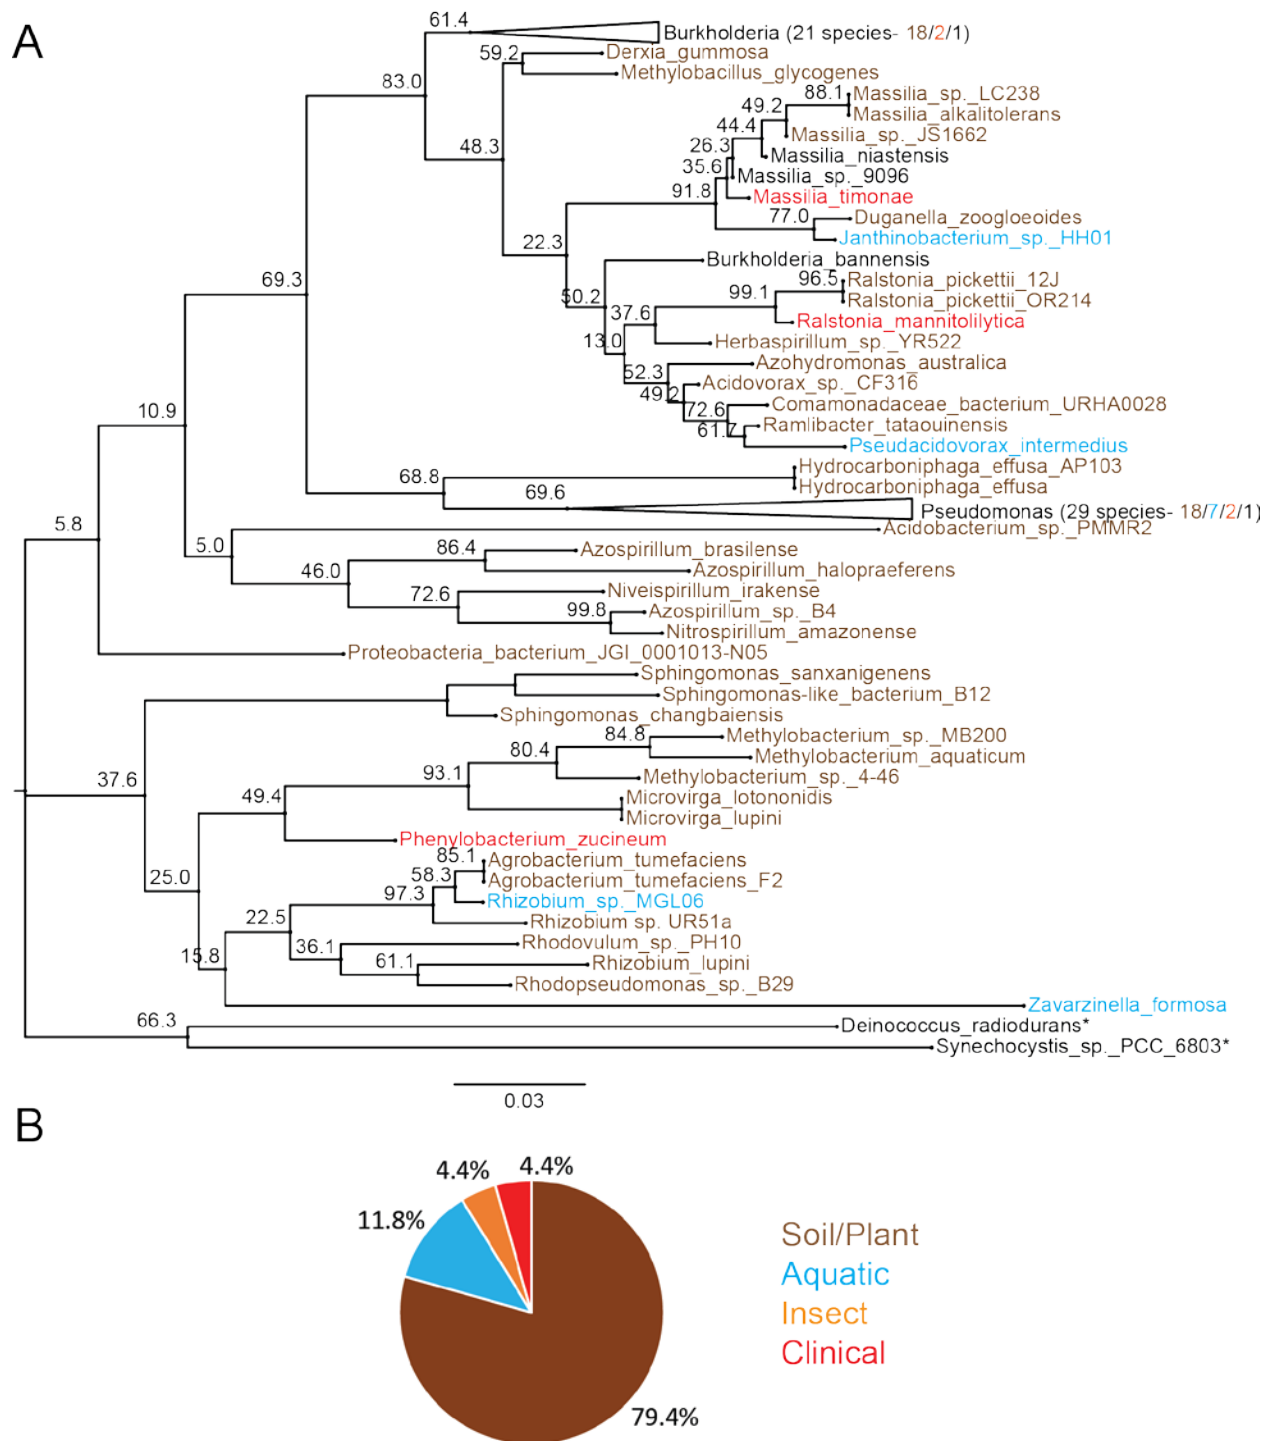 A
61.4
Burkholderia (21 species- 18/2/1)
59.2
Derxia_gummosa
Methylobacillus_glycogenes
83.0
88.1
Massilia_sp._LC238
49.2
Massilia_alkalitolerans
44.4
Massilia_sp._JS1662
48.3
26.3
Massilia_niastensis
35.6
Massilia_sp._9096
91.8
Massilia_timonae
77.0
Duganella_zoogloeoides
Janthinobacterium_sp._HH01
22.3
Burkholderia_bannensis
69.3
96.5
Ralstonia_pickettii_12J
99.1
Ralstonia_pickettii_OR214
50.2
37.6
Ralstonia_mannitolilytica
13.0
Herbaspirillum_sp._YR522
Azohydromonas_australica
52.3
Acidovorax_sp._CF316
49.2
Comamonadaceae_bacterium_URHA0028
10.9
72.6
Ramlibacter_tataouinensis
61.7
Pseudacidovorax_intermedius
68.8
Hydrocarboniphaga_effusa_AP103
Hydrocarboniphaga_effusa
69.6
Pseudomonas (29 species- 18/7/2/1)
5.8
Acidobacterium_sp._PMMR2
5.0
86.4
Azospirillum_brasilense
46.0
Azospirillum_halopraeferens
72.6
Niveispirillum_irakense
99.8
Azospirillum_sp._B4
Nitrospirillum_amazonense
Proteobacteria_bacterium_JGI_0001013-N05
Sphingomonas_sanxanigenens
Sphingomonas-like_bacterium_B12
Sphingomonas_changbaiensis
84.8
Methylobacterium_sp._MB200
80.4
Methylobacterium_aquaticum
37.6
93.1
Methylobacterium_sp._4-46
49.4
Microvirga_lotononidis
Microvirga_lupini
Phenylobacterium_zucineum
85.1
Agrobacterium_tumefaciens
25.0
58.3
Agrobacterium_tumefaciens_F2
97.3
Rhizobium_sp._MGL06
22.5
Rhizobium sp. UR51a
36.1
Rhodovulum_sp._PH10
15.8
61.1
Rhizobium_lupini
Rhodopseudomonas_sp._B29
Zavarzinella_formosa
66.3
Deinococcus_radiodurans*
Synechocystis_sp._PCC_6803*
0.03
B
4.4%
4.4%
11.8%
79.4%
Soil/Plant
Aquatic
Insect
Clinical